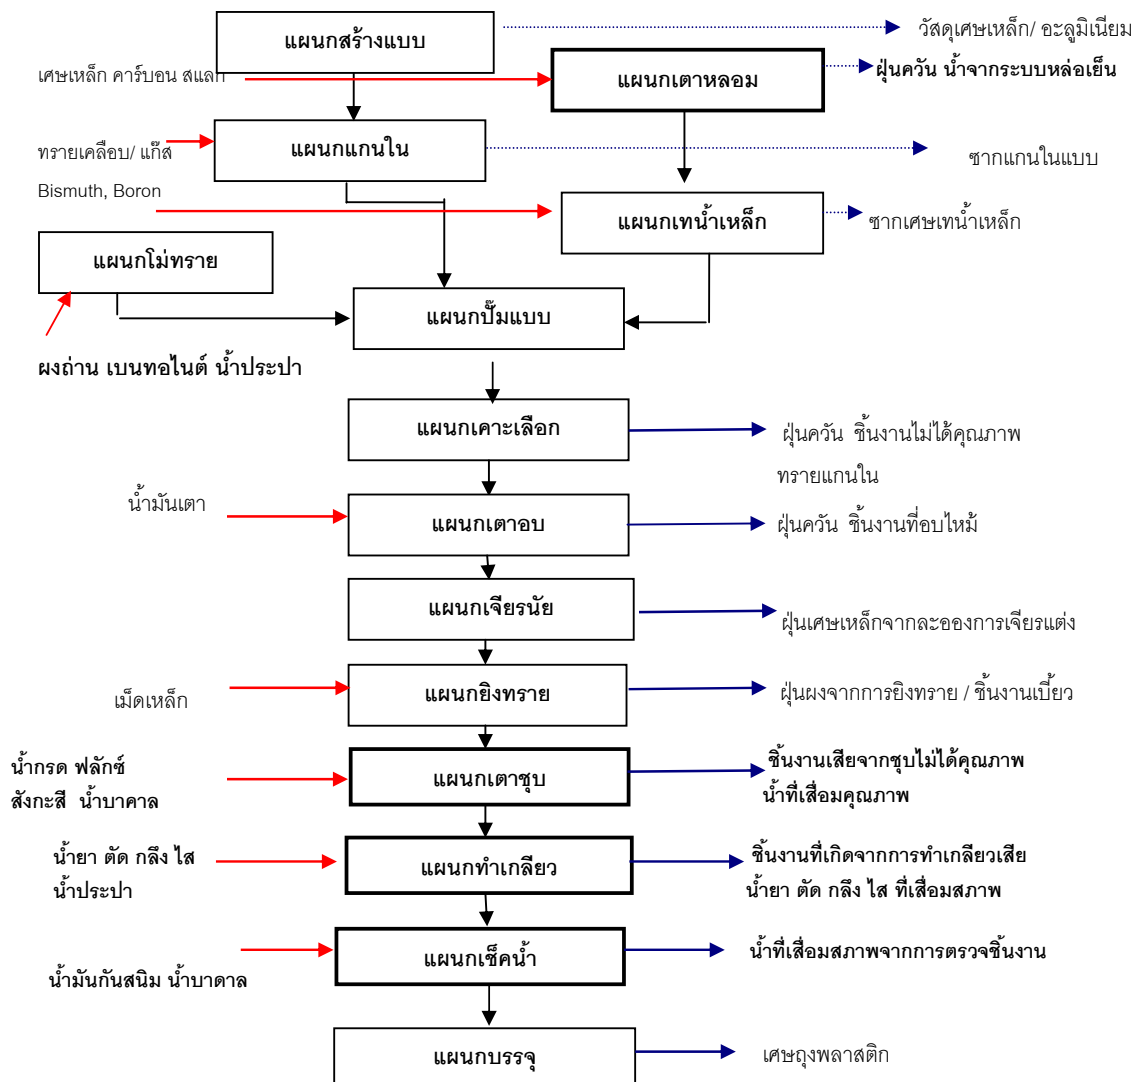 แผนกสร้างแบบ
วัสดุเศษเหล็ก/ อะลูมิเนียม
เศษเหล็ก คาร์บอน สแลก
แผนกเตาหลอม
ฝุ่นควัน น้ำจากระบบหล่อเย็น
ทรายเคลือบ/ แก๊ส
แผนกแกนใน
ซากแกนในแบบ
Bismuth, Boron
แผนกเทน้ำเหล็ก
ซากเศษเทน้ำเหล็ก
แผนกโม่ทราย
แผนกปั๊มแบบ
ผงถ่าน เบนทอไนต์ น้ำประปา
แผนกเคาะเลือก
ฝุ่นควัน ชิ้นงานไม่ได้คุณภาพ
ทรายแกนใน
น้ำมันเตา
แผนกเตาอบ
ฝุ่นควัน ชิ้นงานที่อบไหม้
แผนกเจียรนัย
ฝุ่นเศษเหล็กจากละอองการเจียรแต่ง
เม็ดเหล็ก
แผนกยิงทราย
ฝุ่นผงจากการยิงทราย / ชิ้นงานเบี้ยว
น้ำกรด ฟลักซ์
สังกะสี น้ำบาคาล
แผนกเตาชุบ
ชิ้นงานเสียจากชุบไม่ได้คุณภาพ
น้ำที่เสื่อมคุณภาพ
น้ำยา ตัด กลึง ไส
น้ำประปา
แผนกทำเกลียว
ชิ้นงานที่เกิดจากการทำเกลียวเสีย
น้ำยา ตัด กลึง ไส ที่เสื่อมสภาพ
น้ำมันกันสนิม น้ำบาดาล
แผนกเช็คน้ำ
น้ำที่เสื่อมสภาพจากการตรวจชิ้นงาน
แผนกบรรจุ
เศษถุงพลาสติก